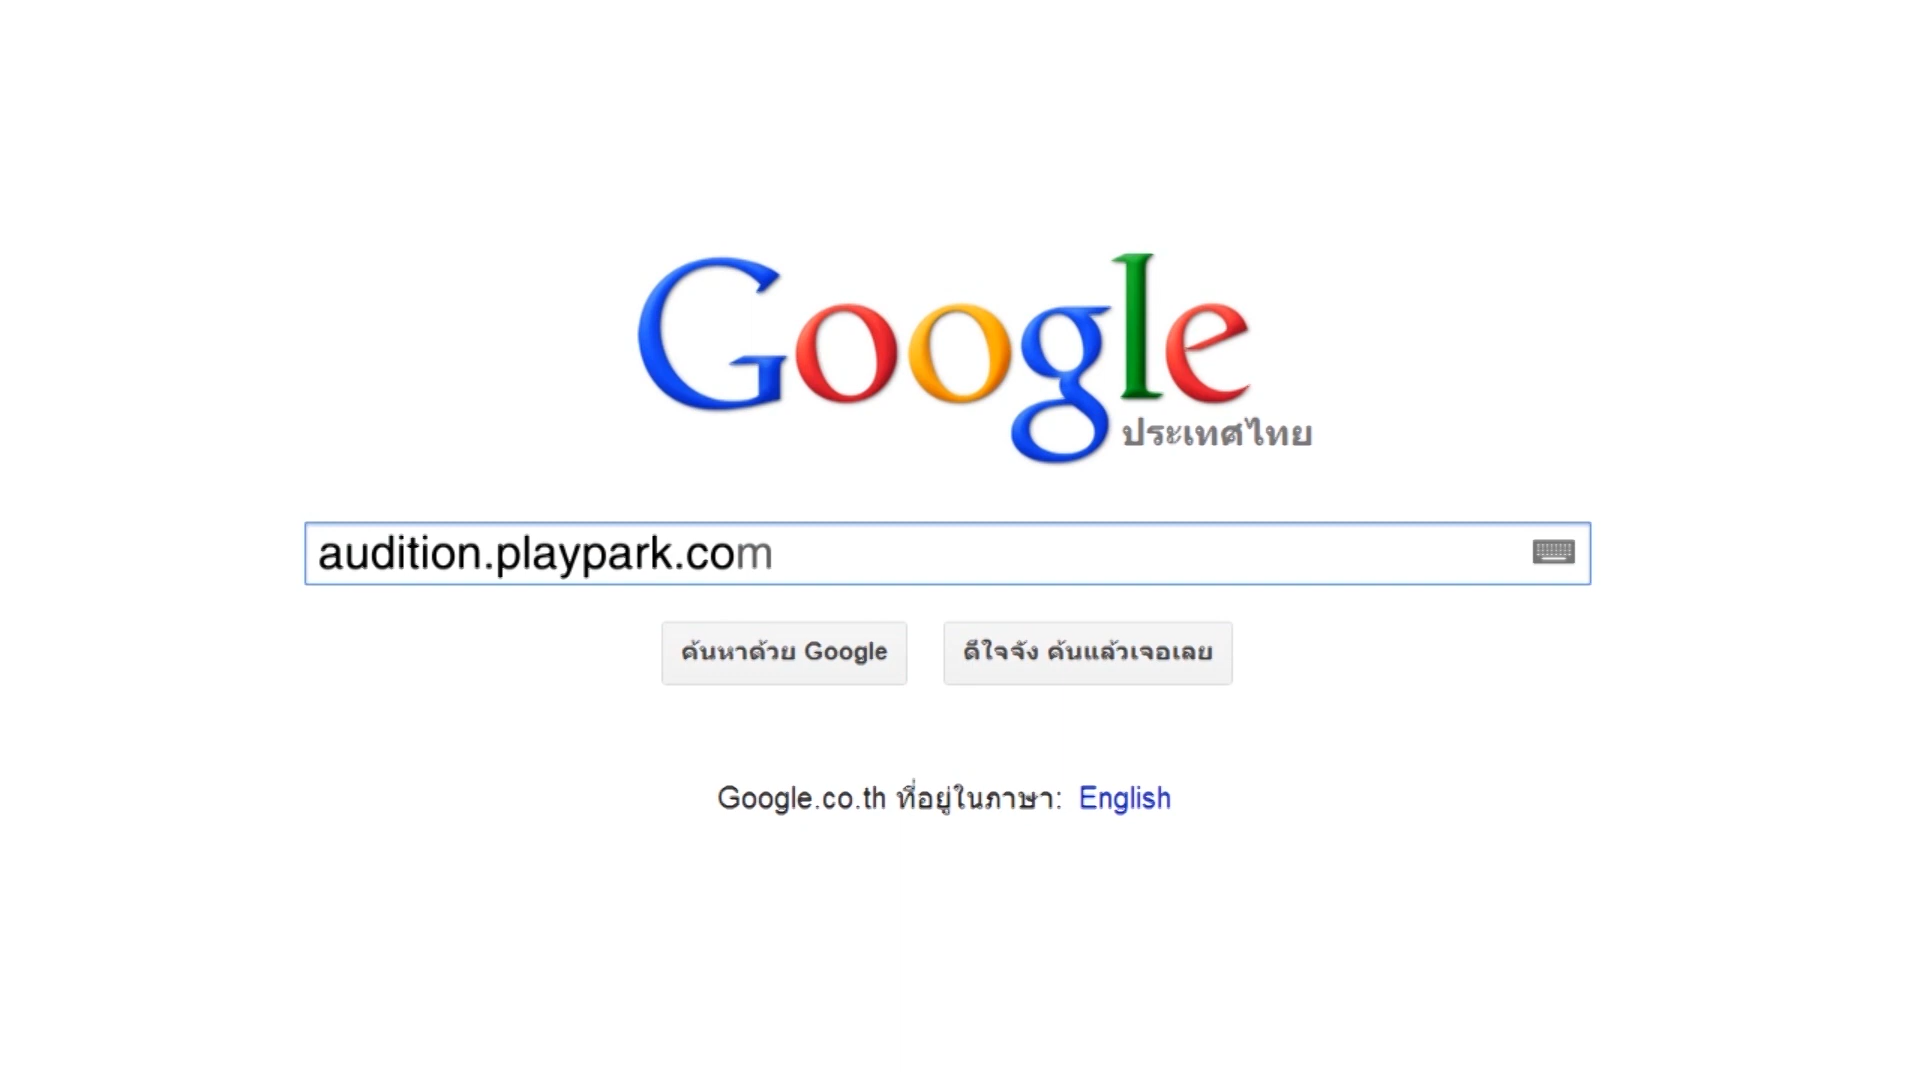 Google
ประเทศไทย
audition.playpark.com
ค้นหาด้วย Google
ดีใจจัง ค้นแล้วเจอเลย
Google.co.th ที่อยู่ในภาษา: English